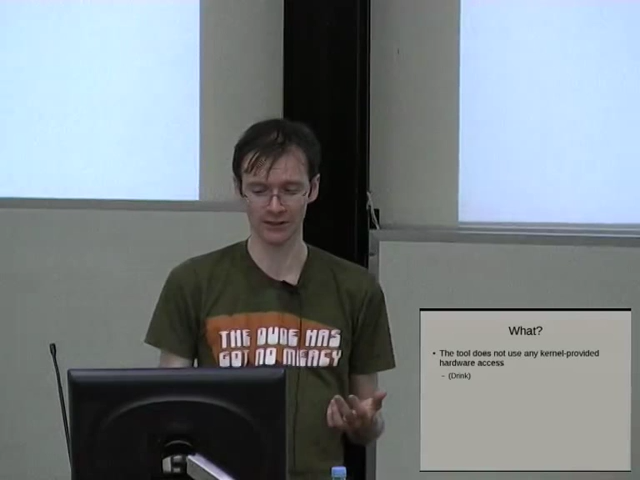 THE DUDE HAS
GOT NO MERCY
What?
• The tool does not use any kernel-provided
hardware access
– (Drink)